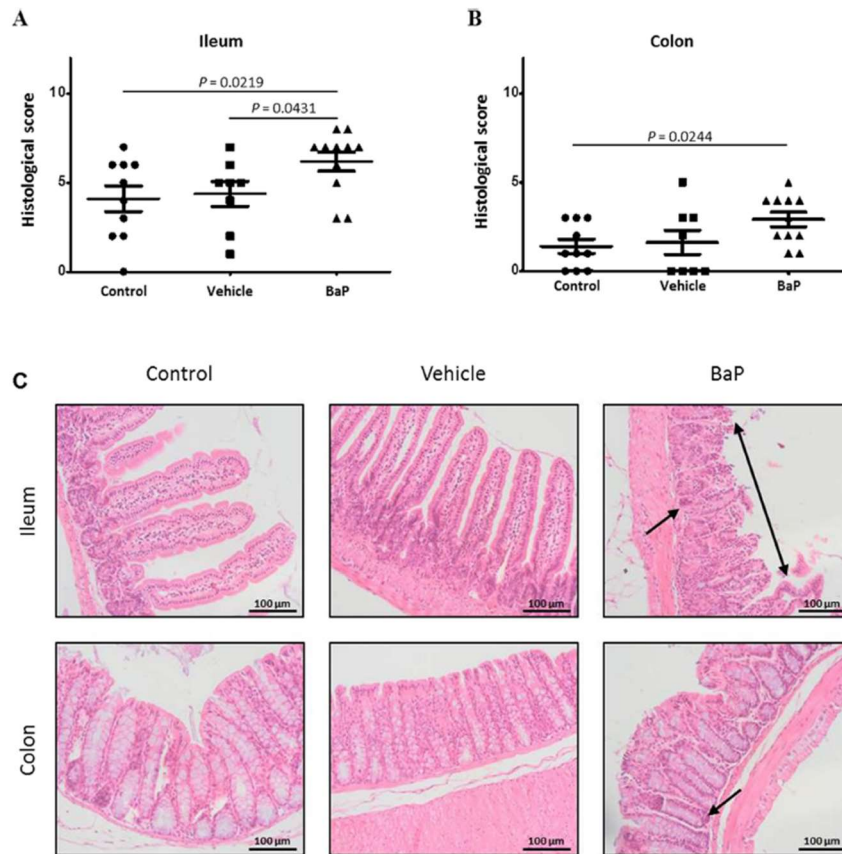 A
Ileum
Histological score
10
5
0
P = 0.0219
P = 0.0431
Control Vehicle BaP
B
Colon
Histological score
10
5
0
P = 0.0244
Control Vehicle BaP
C
Control Vehicle BaP
Ileum
100 µm 100 µm 100 µm
Colon
100 µm 100 µm 100 µm